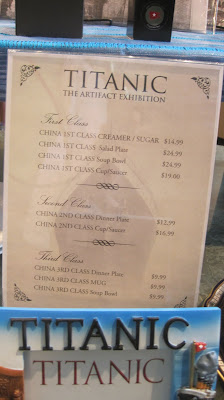 TITANIC
THE ARTIFACT EXHIBITION
First Class
CHINA 1ST CLASS CREAMER / SUGAR $14.99
CHINA 1ST CLASS Salad Plate $24.99
CHINA 1ST CLASS Soup Bowl $24.99
CHINA 1ST CLASS Cup/Saucer $19.00
Second Class
CHINA 2ND CLASS Dinner Plate $12.99
CHINA 2ND CLASS Cup/Saucer $16.99
Third Class
CHINA 3RD CLASS Dinner Plate $9.99
CHINA 3RD CLASS MUG $9.99
CHINA 3RD CLASS Soup Bowl $9.99
TITANIC
TITANIC